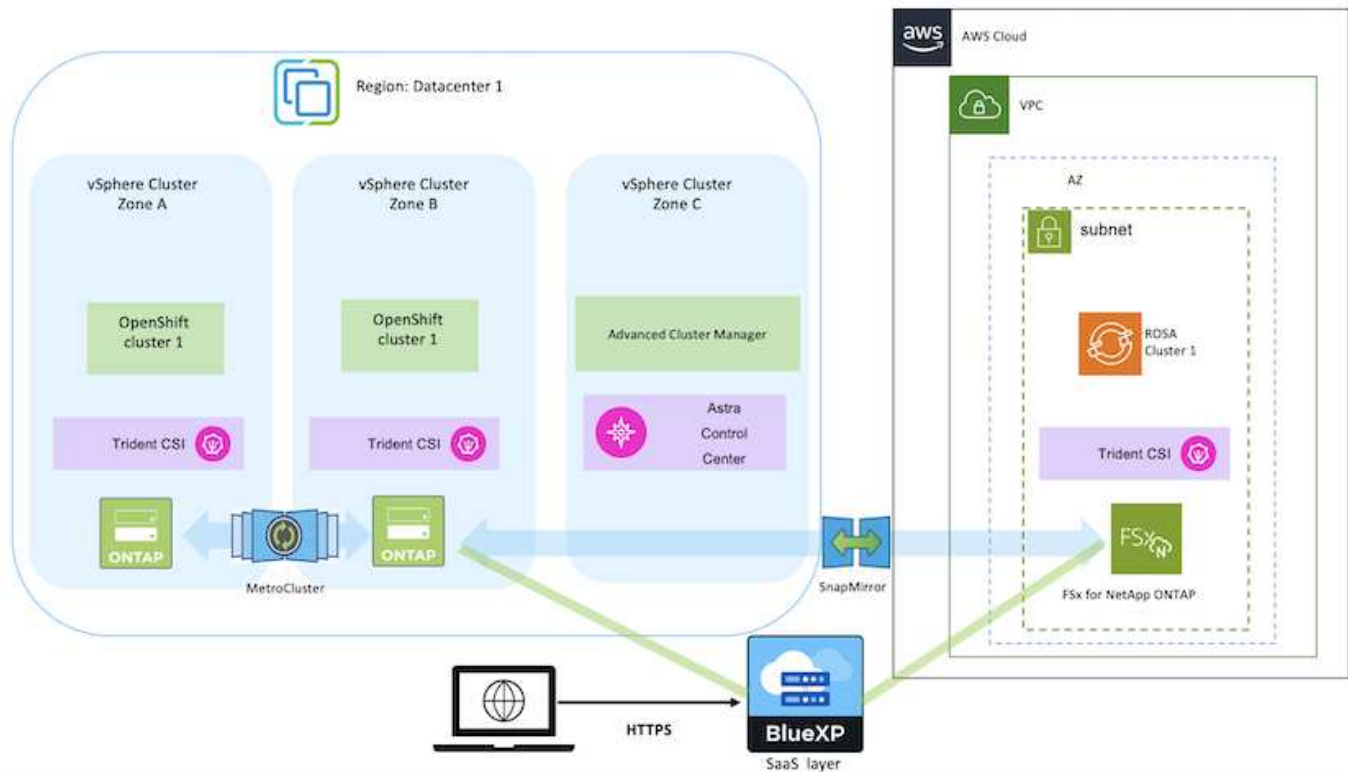 Region: Datacenter 1
vSphere Cluster
Zone A
vSphere Cluster
Zone B
vSphere Cluster
Zone C
OpenShift
cluster 1
OpenShift
cluster 1
Advanced Cluster Manager
Trident CSI
Trident CSI
Astra
Control
Center
ONTAP
ONTAP
MetroCluster
SnapMirror
aws
AWS Cloud
VPC
AZ
subnet
ROSA
Cluster 1
Trident CSI
FSx
N
FSx for NetApp ONTAP
HTTPS
BlueXP
SaaS layer